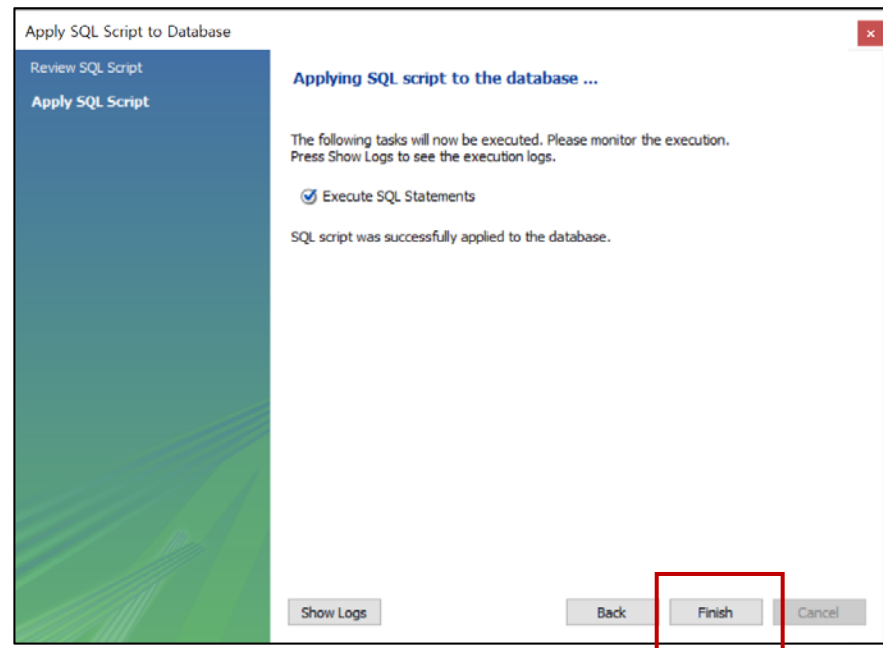 Apply SQL Script to Database
Review SQL Script
Apply SQL Script
Applying SQL script to the database ...
The following tasks will now be executed. Please monitor the execution.
Press Show Logs to see the execution logs.
Execute SQL Statements
SQL script was successfully applied to the database.
Show Logs
Back
Finish
Cancel